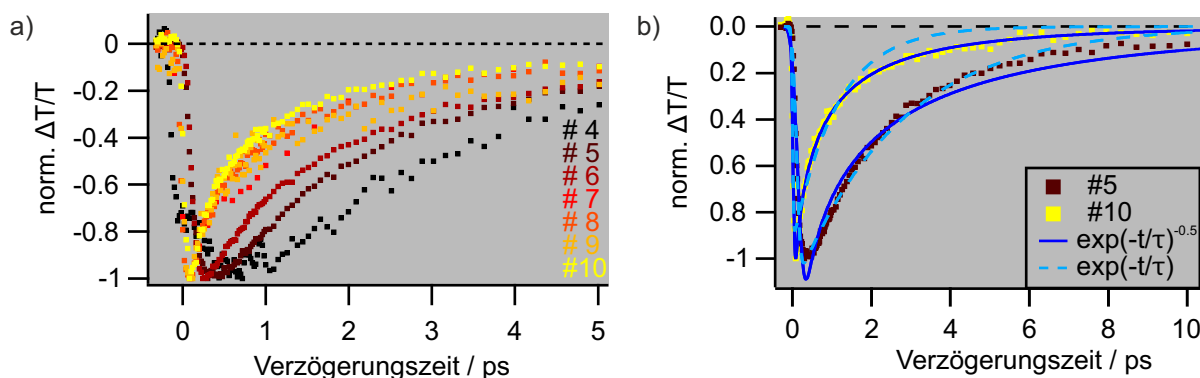 a)
norm. ΔT/T
0
-0.2
-0.4
-0.6
-0.8
-1
# 4
# 5
# 6
# 7
# 8
# 9
#10
0 1 2 3 4 5
Verzögerungszeit / ps
b)
norm. ΔT/T
0.0
0.2
0.4
0.6
0.8
1
#5
#10
exp(-t/τ)-0.5
exp(-t/τ)
0 2 4 6 8 10
Verzögerungszeit / ps